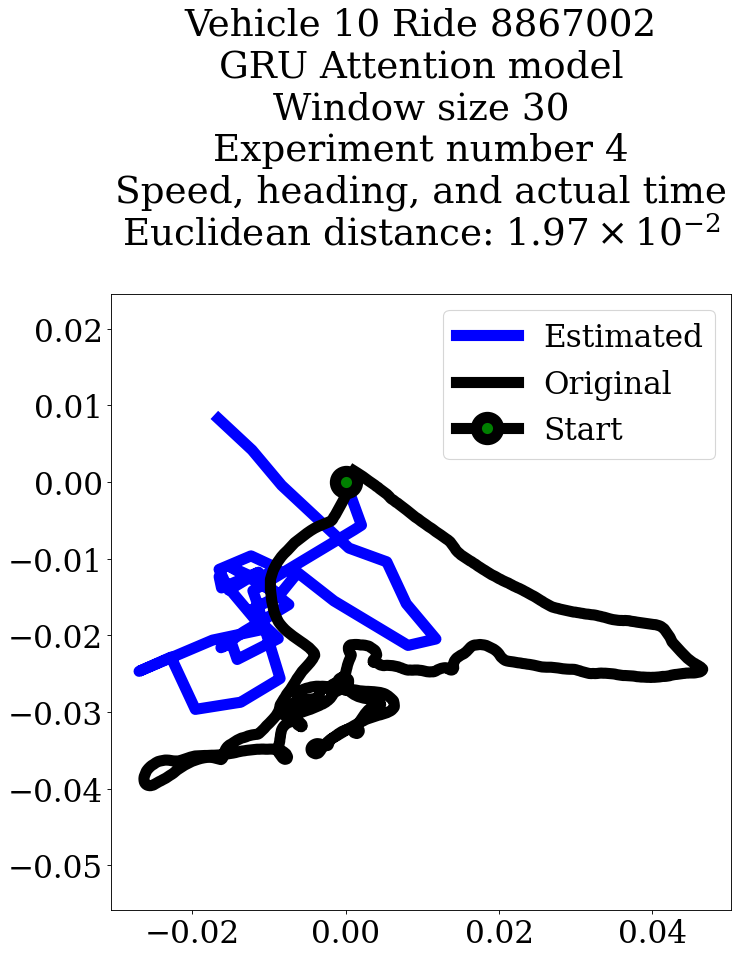 Vehicle 10 Ride 8867002
GRU Attention model
Window size 30
Experiment number 4
Speed, heading, and actual time
Euclidean distance: 1.97 × 10⁻²
Estimated
Original
Start
0.02
0.01
0.00
−0.01
−0.02
−0.03
−0.04
−0.05
−0.02
0.00
0.02
0.04